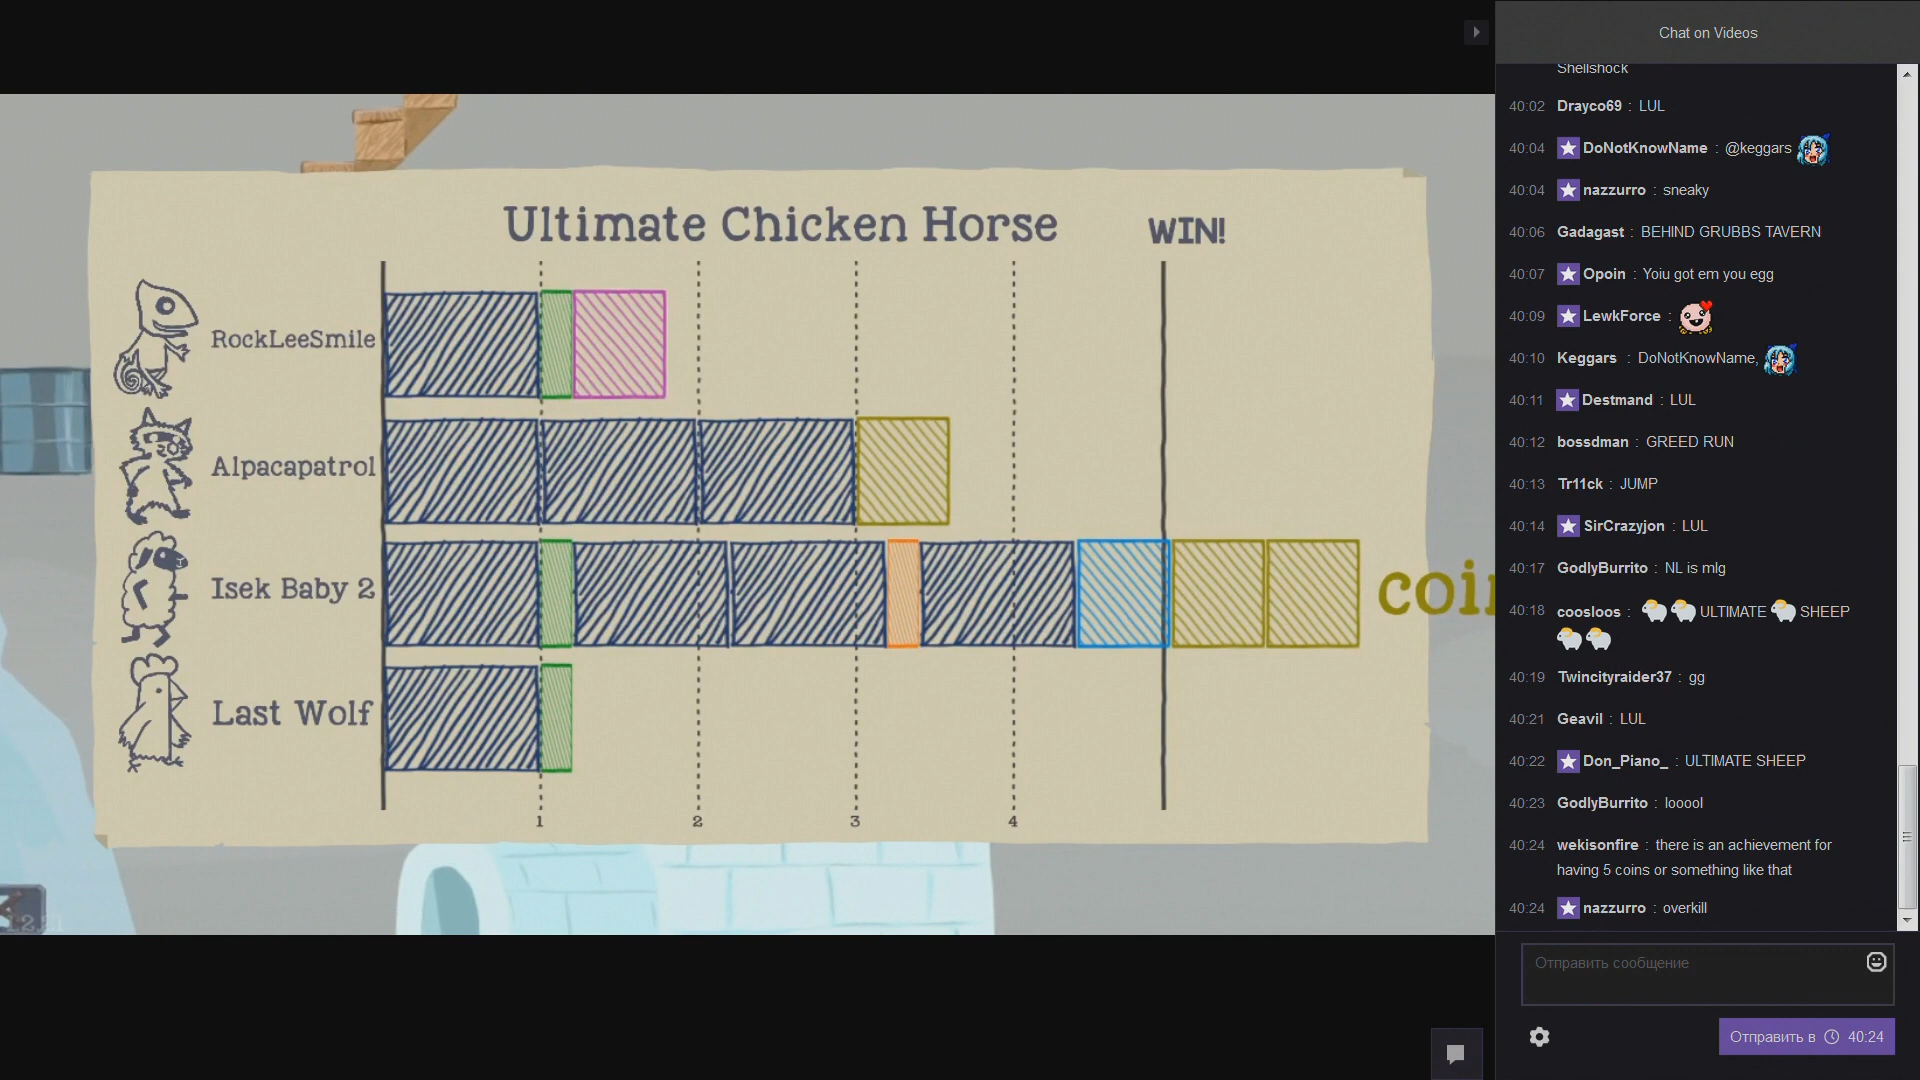 Ultimate Chicken Horse
WIN!
RockLeeSmile
Alpacapatrol
Isek Baby 2
Last Wolf
1 2 3 4
Chat on Videos
Shellshock
40:02 Drayco69 : LUL
40:04 DoNotKnowName : @keggars
40:04 nazzurro : sneaky
40:06 Gadagast : BEHIND GRUBBS TAVERN
40:07 Opoin : Yoiu got em you egg
40:09 LewkForce :
40:10 Keggars : DoNotKnowName,
40:11 Destmand : LUL
40:12 bossdman : GREED RUN
40:13 Tr11ck : JUMP
40:14 SirCrazyjon : LUL
40:17 GodlyBurrito : NL is mlg
40:18 coosloos : ULTIMATE SHEEP
40:19 Twincityraider37 : gg
40:21 Geavil : LUL
40:22 Don_Piano_ : ULTIMATE SHEEP
40:23 GodlyBurrito : looool
40:24 wekisonfire : there is an achievement for
having 5 coins or something like that
40:24 nazzurro : overkill
Отправить сообщение
Отправить в 40:24